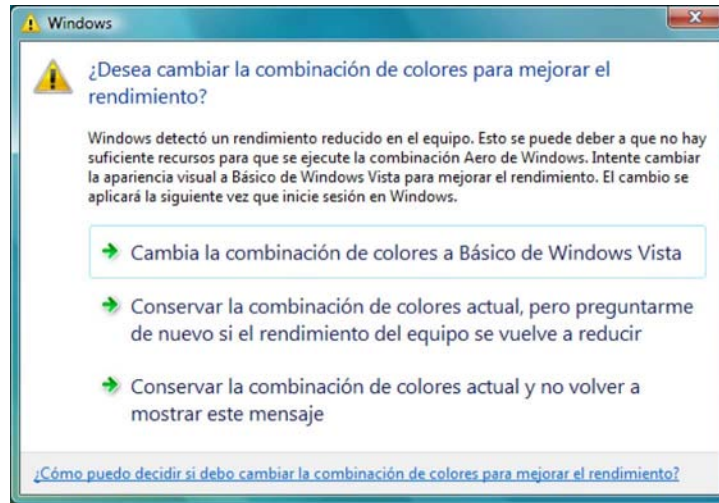 Windows
¿Desea cambiar la combinación de colores para mejorar el
rendimiento?
Windows detectó un rendimiento reducido en el equipo. Esto se puede deber a que no hay
suficiente recursos para que se ejecute la combinación Aero de Windows. Intente cambiar
la apariencia visual a Básico de Windows Vista para mejorar el rendimiento. El cambio se
aplicará la siguiente vez que inicie sesión en Windows.
Cambia la combinación de colores a Básico de Windows Vista
Conservar la combinación de colores actual, pero preguntarme
de nuevo si el rendimiento del equipo se vuelve a reducir
Conservar la combinación de colores actual y no volver a
mostrar este mensaje
¿Cómo puedo decidir si debo cambiar la combinación de colores para mejorar el rendimiento?